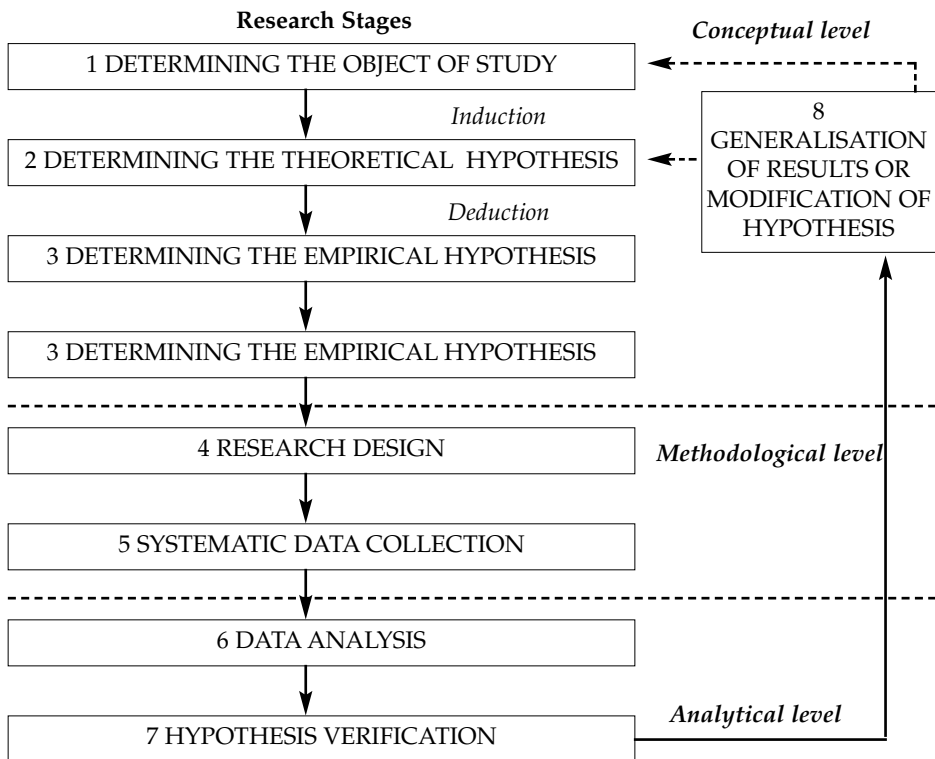 Research Stages
Conceptual level
1 DETERMINING THE OBJECT OF STUDY
Induction
2 DETERMINING THE THEORETICAL HYPOTHESIS
Deduction
3 DETERMINING THE EMPIRICAL HYPOTHESIS
3 DETERMINING THE EMPIRICAL HYPOTHESIS
8
GENERALISATION
OF RESULTS OR
MODIFICATION OF
HYPOTHESIS
4 RESEARCH DESIGN
Methodological level
5 SYSTEMATIC DATA COLLECTION
6 DATA ANALYSIS
Analytical level
7 HYPOTHESIS VERIFICATION